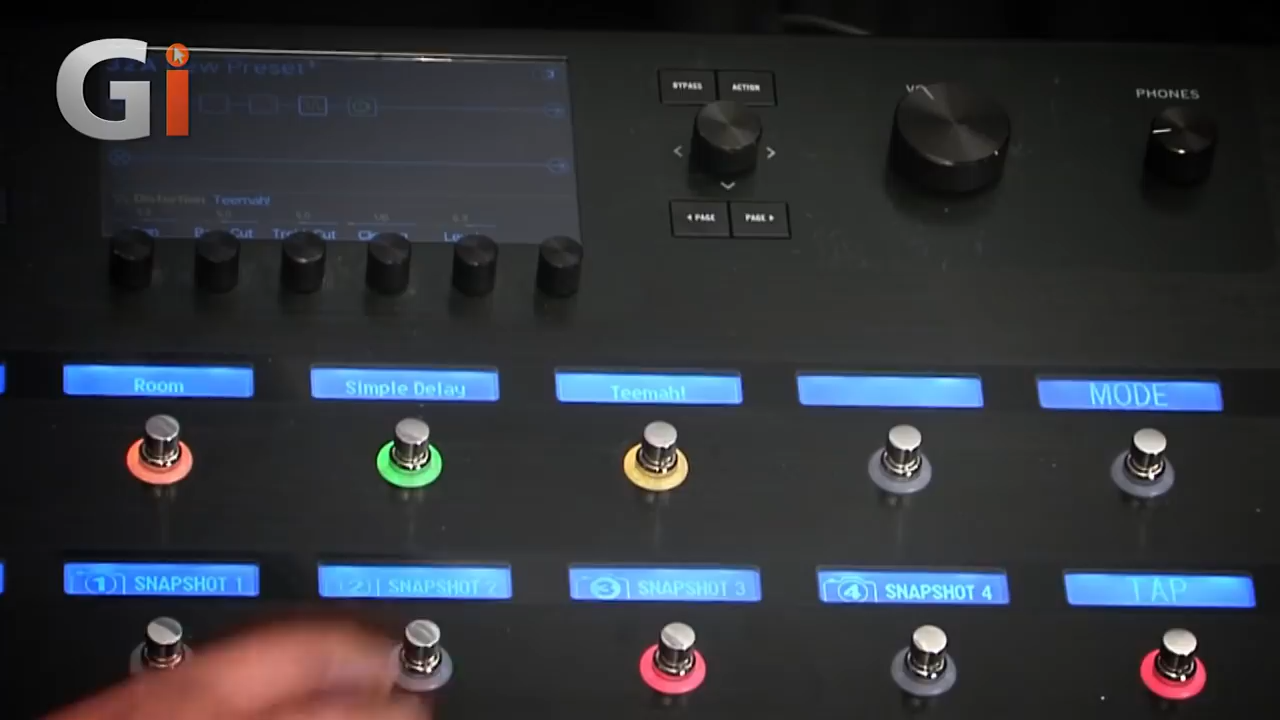 Gi
32A New Preset*
Distortion Teemah!
BYPASS ACTION
PAGE PAGE
PHONES
Room
Simple Delay
Teemah!
MODE
1 SNAPSHOT 1
2 SNAPSHOT 2
3 SNAPSHOT 3
4 SNAPSHOT 4
TAP